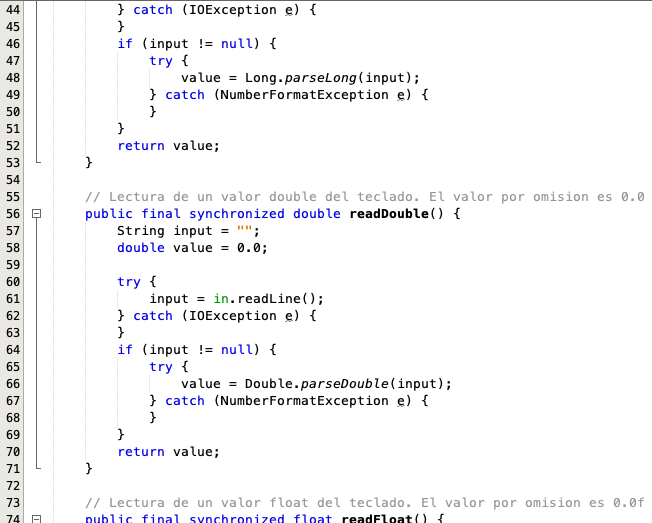 44 } catch (IOException e) {
45 }
46 if (input != null) {
47 try {
48 value = Long.parseLong(input);
49 } catch (NumberFormatException e) {
50 }
51 }
52 return value;
53 }
54
55 // Lectura de un valor double del teclado. El valor por omision es 0.0
56 public final synchronized double readDouble() {
57 String input = "";
58 double value = 0.0;
59
60 try {
61 input = in.readLine();
62 } catch (IOException e) {
63 }
64 if (input != null) {
65 try {
66 value = Double.parseDouble(input);
67 } catch (NumberFormatException e) {
68 }
69 }
70 return value;
71 }
72
73 // Lectura de un valor float del teclado. El valor por omision es 0.0f
74 public final synchronized float readFloat() {